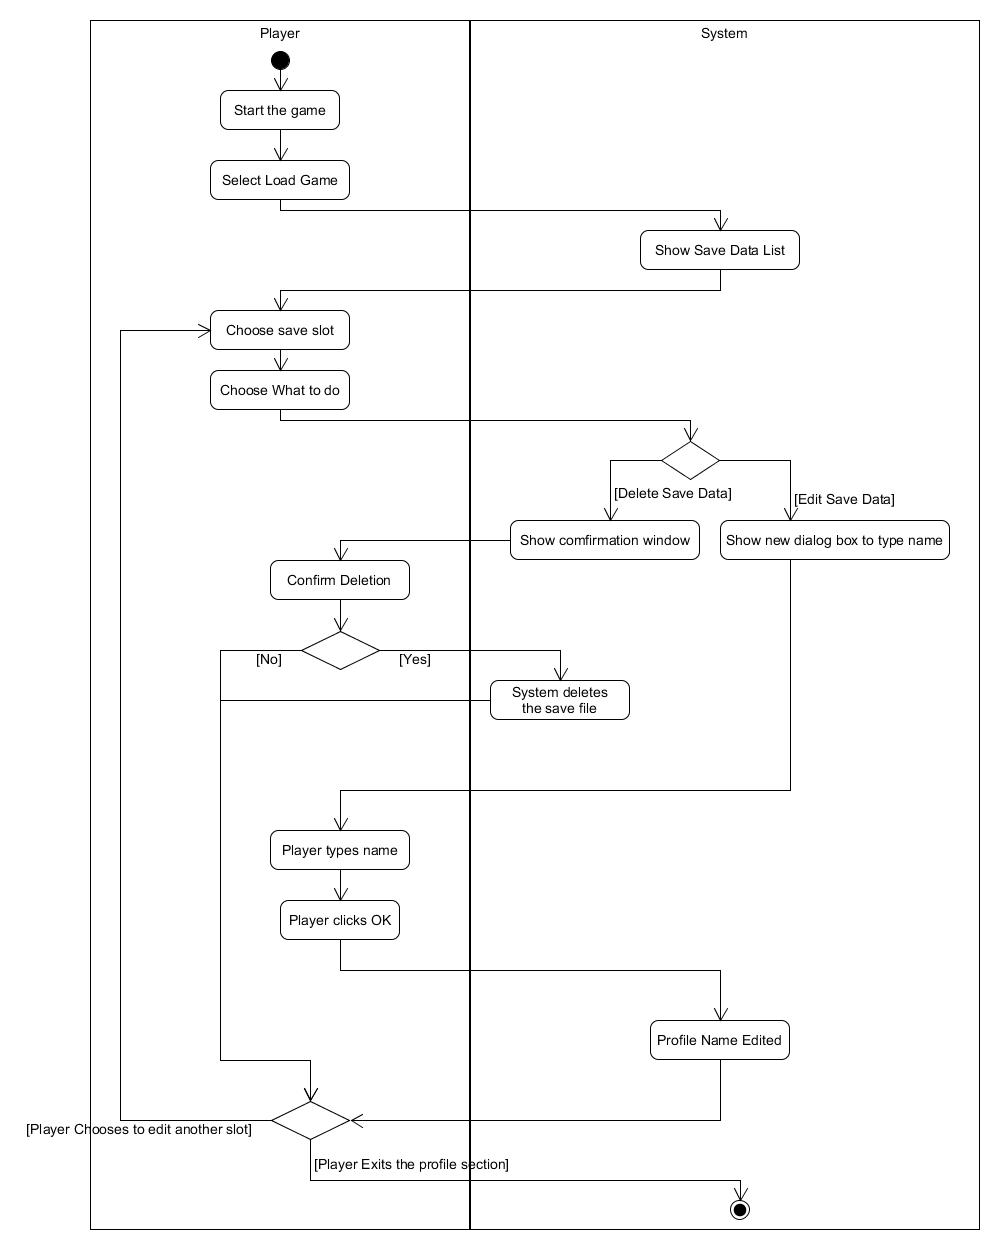 Player
System
Start the game
Select Load Game
Show Save Data List
Choose save slot
Choose What to do
[Delete Save Data]
[Edit Save Data]
Show comfirmation window
Show new dialog box to type name
Confirm Deletion
[No]
[Yes]
System deletes
the save file
Player types name
Player clicks OK
Profile Name Edited
[Player Chooses to edit another slot]
[Player Exits the profile section]